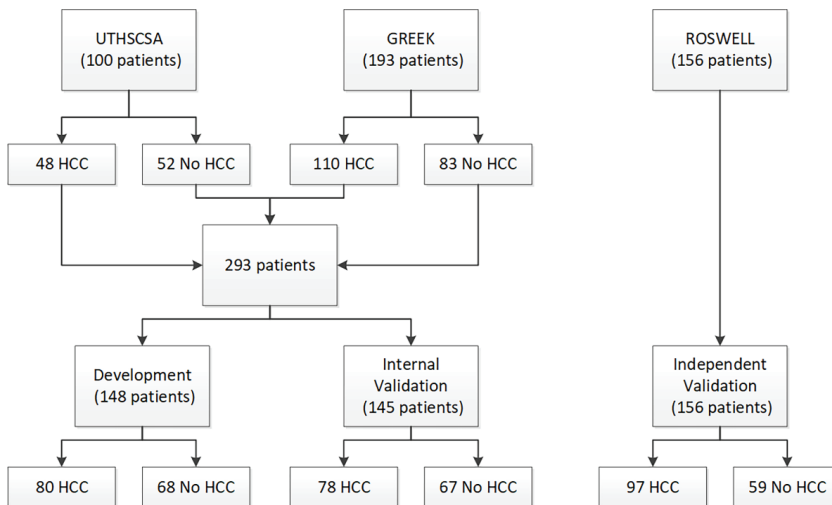 UTHSCSA
(100 patients)
GREEK
(193 patients)
ROSWELL
(156 patients)
48 HCC
52 No HCC
110 HCC
83 No HCC
293 patients
Development
(148 patients)
Internal
Validation
(145 patients)
Independent
Validation
(156 patients)
80 HCC
68 No HCC
78 HCC
67 No HCC
97 HCC
59 No HCC